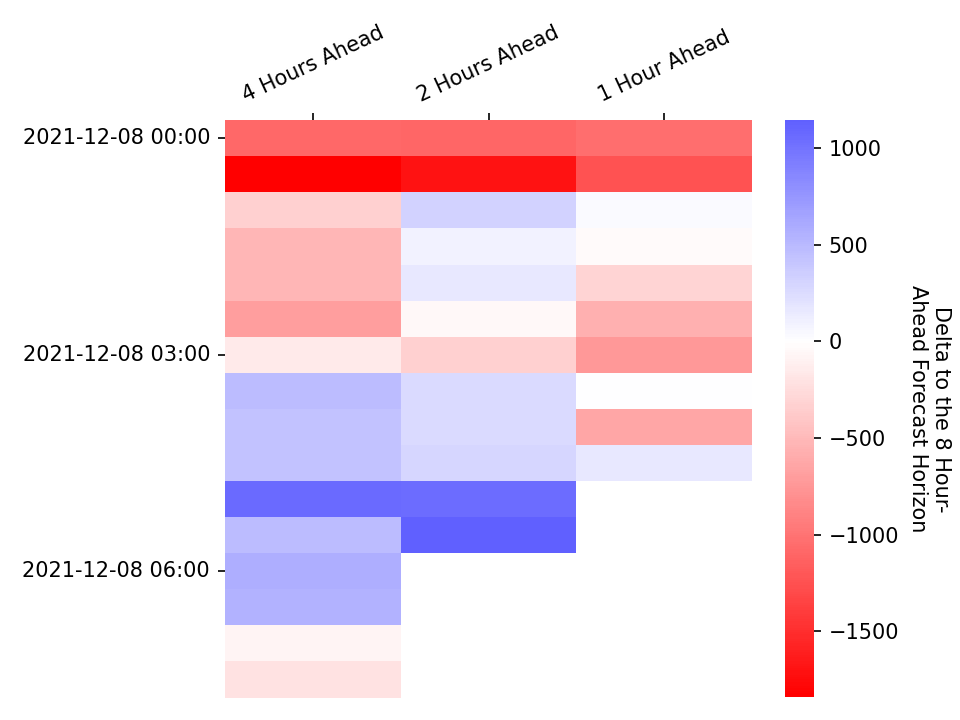 4 Hours Ahead
2 Hours Ahead
1 Hour Ahead
2021-12-08 00:00
2021-12-08 03:00
2021-12-08 06:00
1000
500
0
−500
−1000
−1500
Delta to the 8 Hour-
Ahead Forecast Horizon